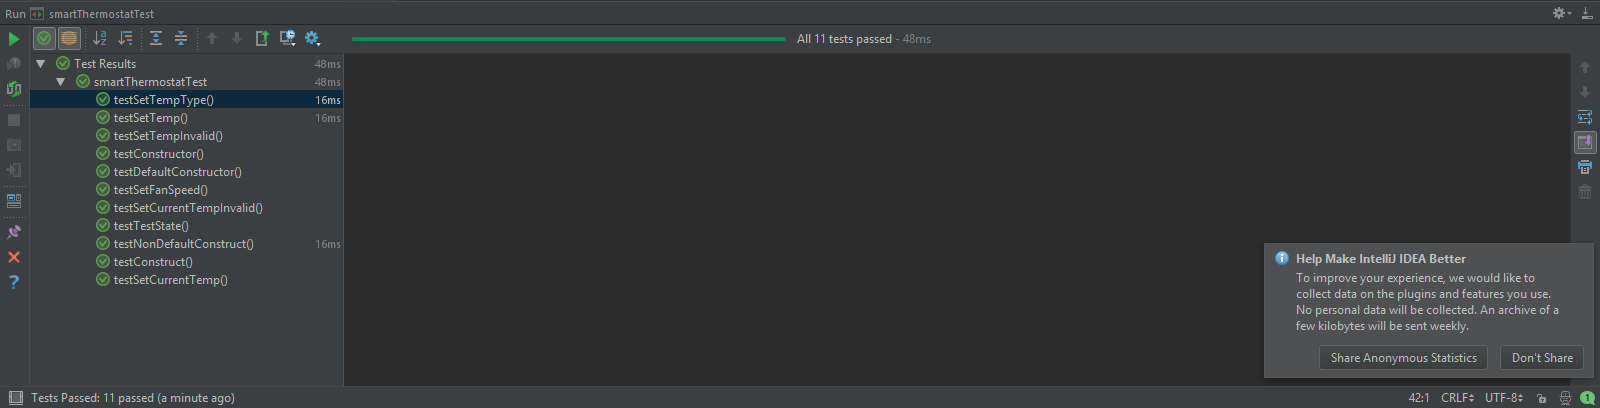 Run smartThermostatTest
All 11 tests passed - 48ms
Test Results 48ms
smartThermostatTest 48ms
testSetTempType() 16ms
testSetTemp() 16ms
testSetTempInvalid()
testConstructor()
testDefaultConstructor()
testSetFanSpeed()
testSetCurrentTempInvalid()
testTestState()
testNonDefaultConstruct() 16ms
testConstruct()
testSetCurrentTemp()
Help Make IntelliJ IDEA Better
To improve your experience, we would like to
collect data on the plugins and features you use.
No personal data will be collected. An archive of a
few kilobytes will be sent weekly.
Share Anonymous Statistics Don't Share
Tests Passed: 11 passed (a minute ago) 42:1 CRLF UTF-8 1